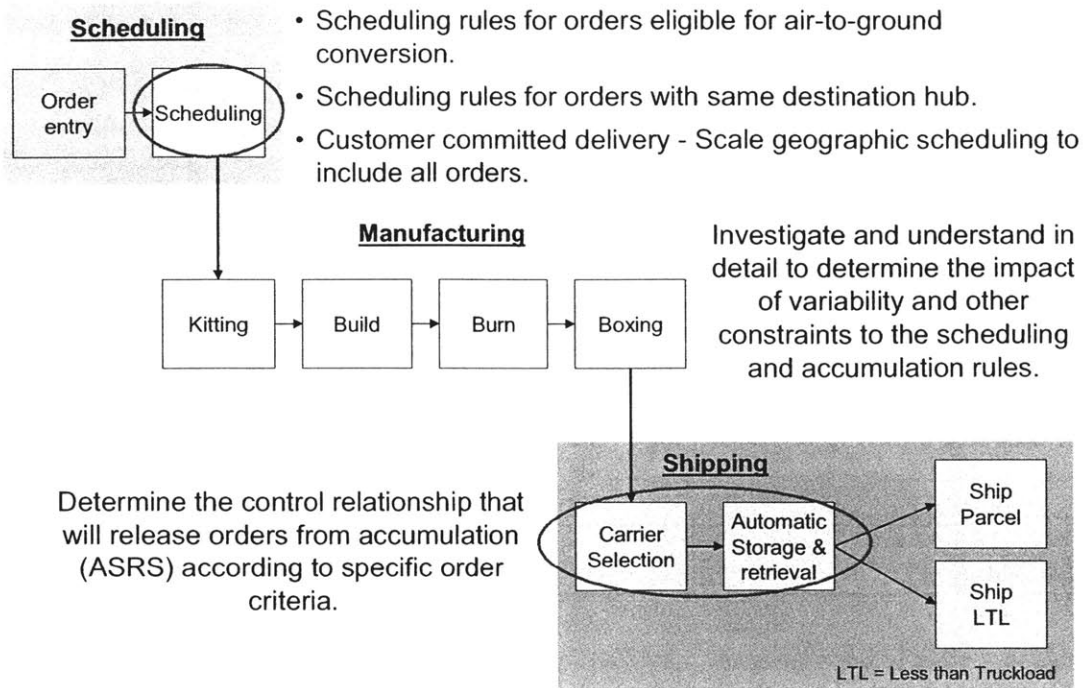 Scheduling
Order
entry
Scheduling
• Scheduling rules for orders eligible for air-to-ground
conversion.
• Scheduling rules for orders with same destination hub.
• Customer committed delivery - Scale geographic scheduling to
include all orders.
Manufacturing
Kitting
Build
Burn
Boxing
Investigate and understand in
detail to determine the impact
of variability and other
constraints to the scheduling
and accumulation rules.
Determine the control relationship that
will release orders from accumulation
(ASRS) according to specific order
criteria.
Shipping
Carrier
Selection
Automatic
Storage &
retrieval
Ship
Parcel
Ship
LTL
LTL = Less than Truckload